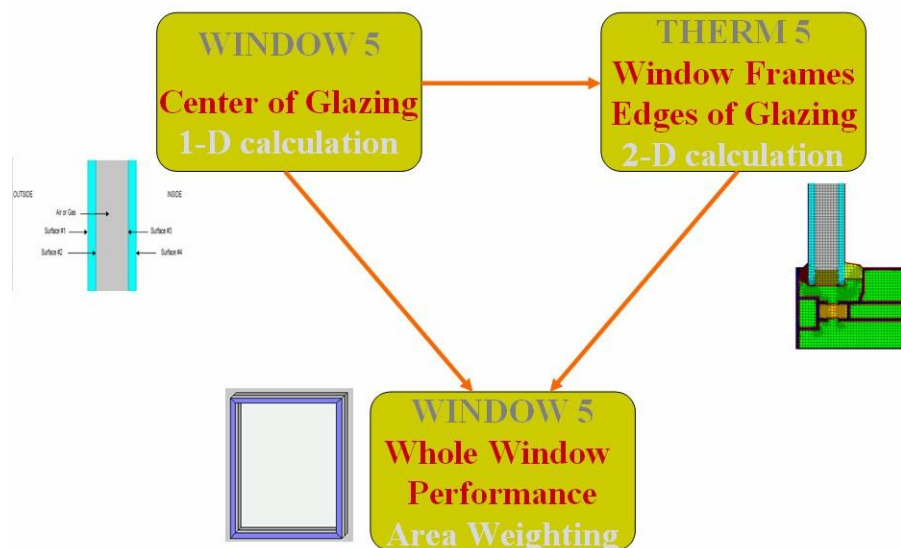 WINDOW 5
Center of Glazing
1-D calculation
THERM 5
Window Frames
Edges of Glazing
2-D calculation
OUTSIDE
INSIDE
Air or Gas
Surface #1
Surface #3
Surface #2
Surface #4
WINDOW 5
Whole Window
Performance
Area Weighting